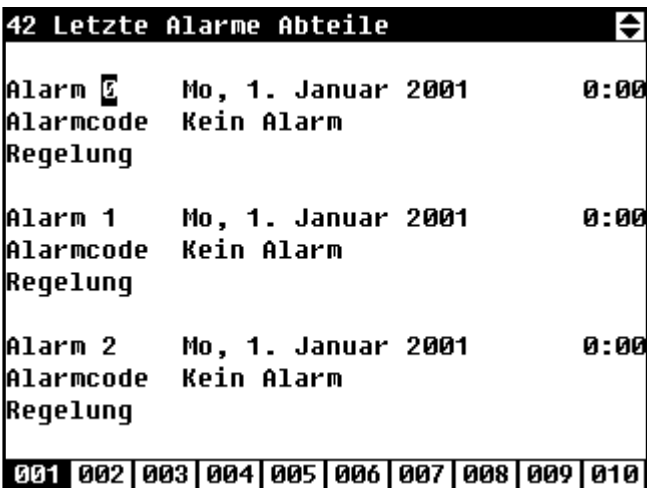 42 Letzte Alarme Abteile
Alarm 0 Mo, 1. Januar 2001 0:00
Alarmcode Kein Alarm
Regelung
Alarm 1 Mo, 1. Januar 2001 0:00
Alarmcode Kein Alarm
Regelung
Alarm 2 Mo, 1. Januar 2001 0:00
Alarmcode Kein Alarm
Regelung
001 002 003 004 005 006 007 008 009 010